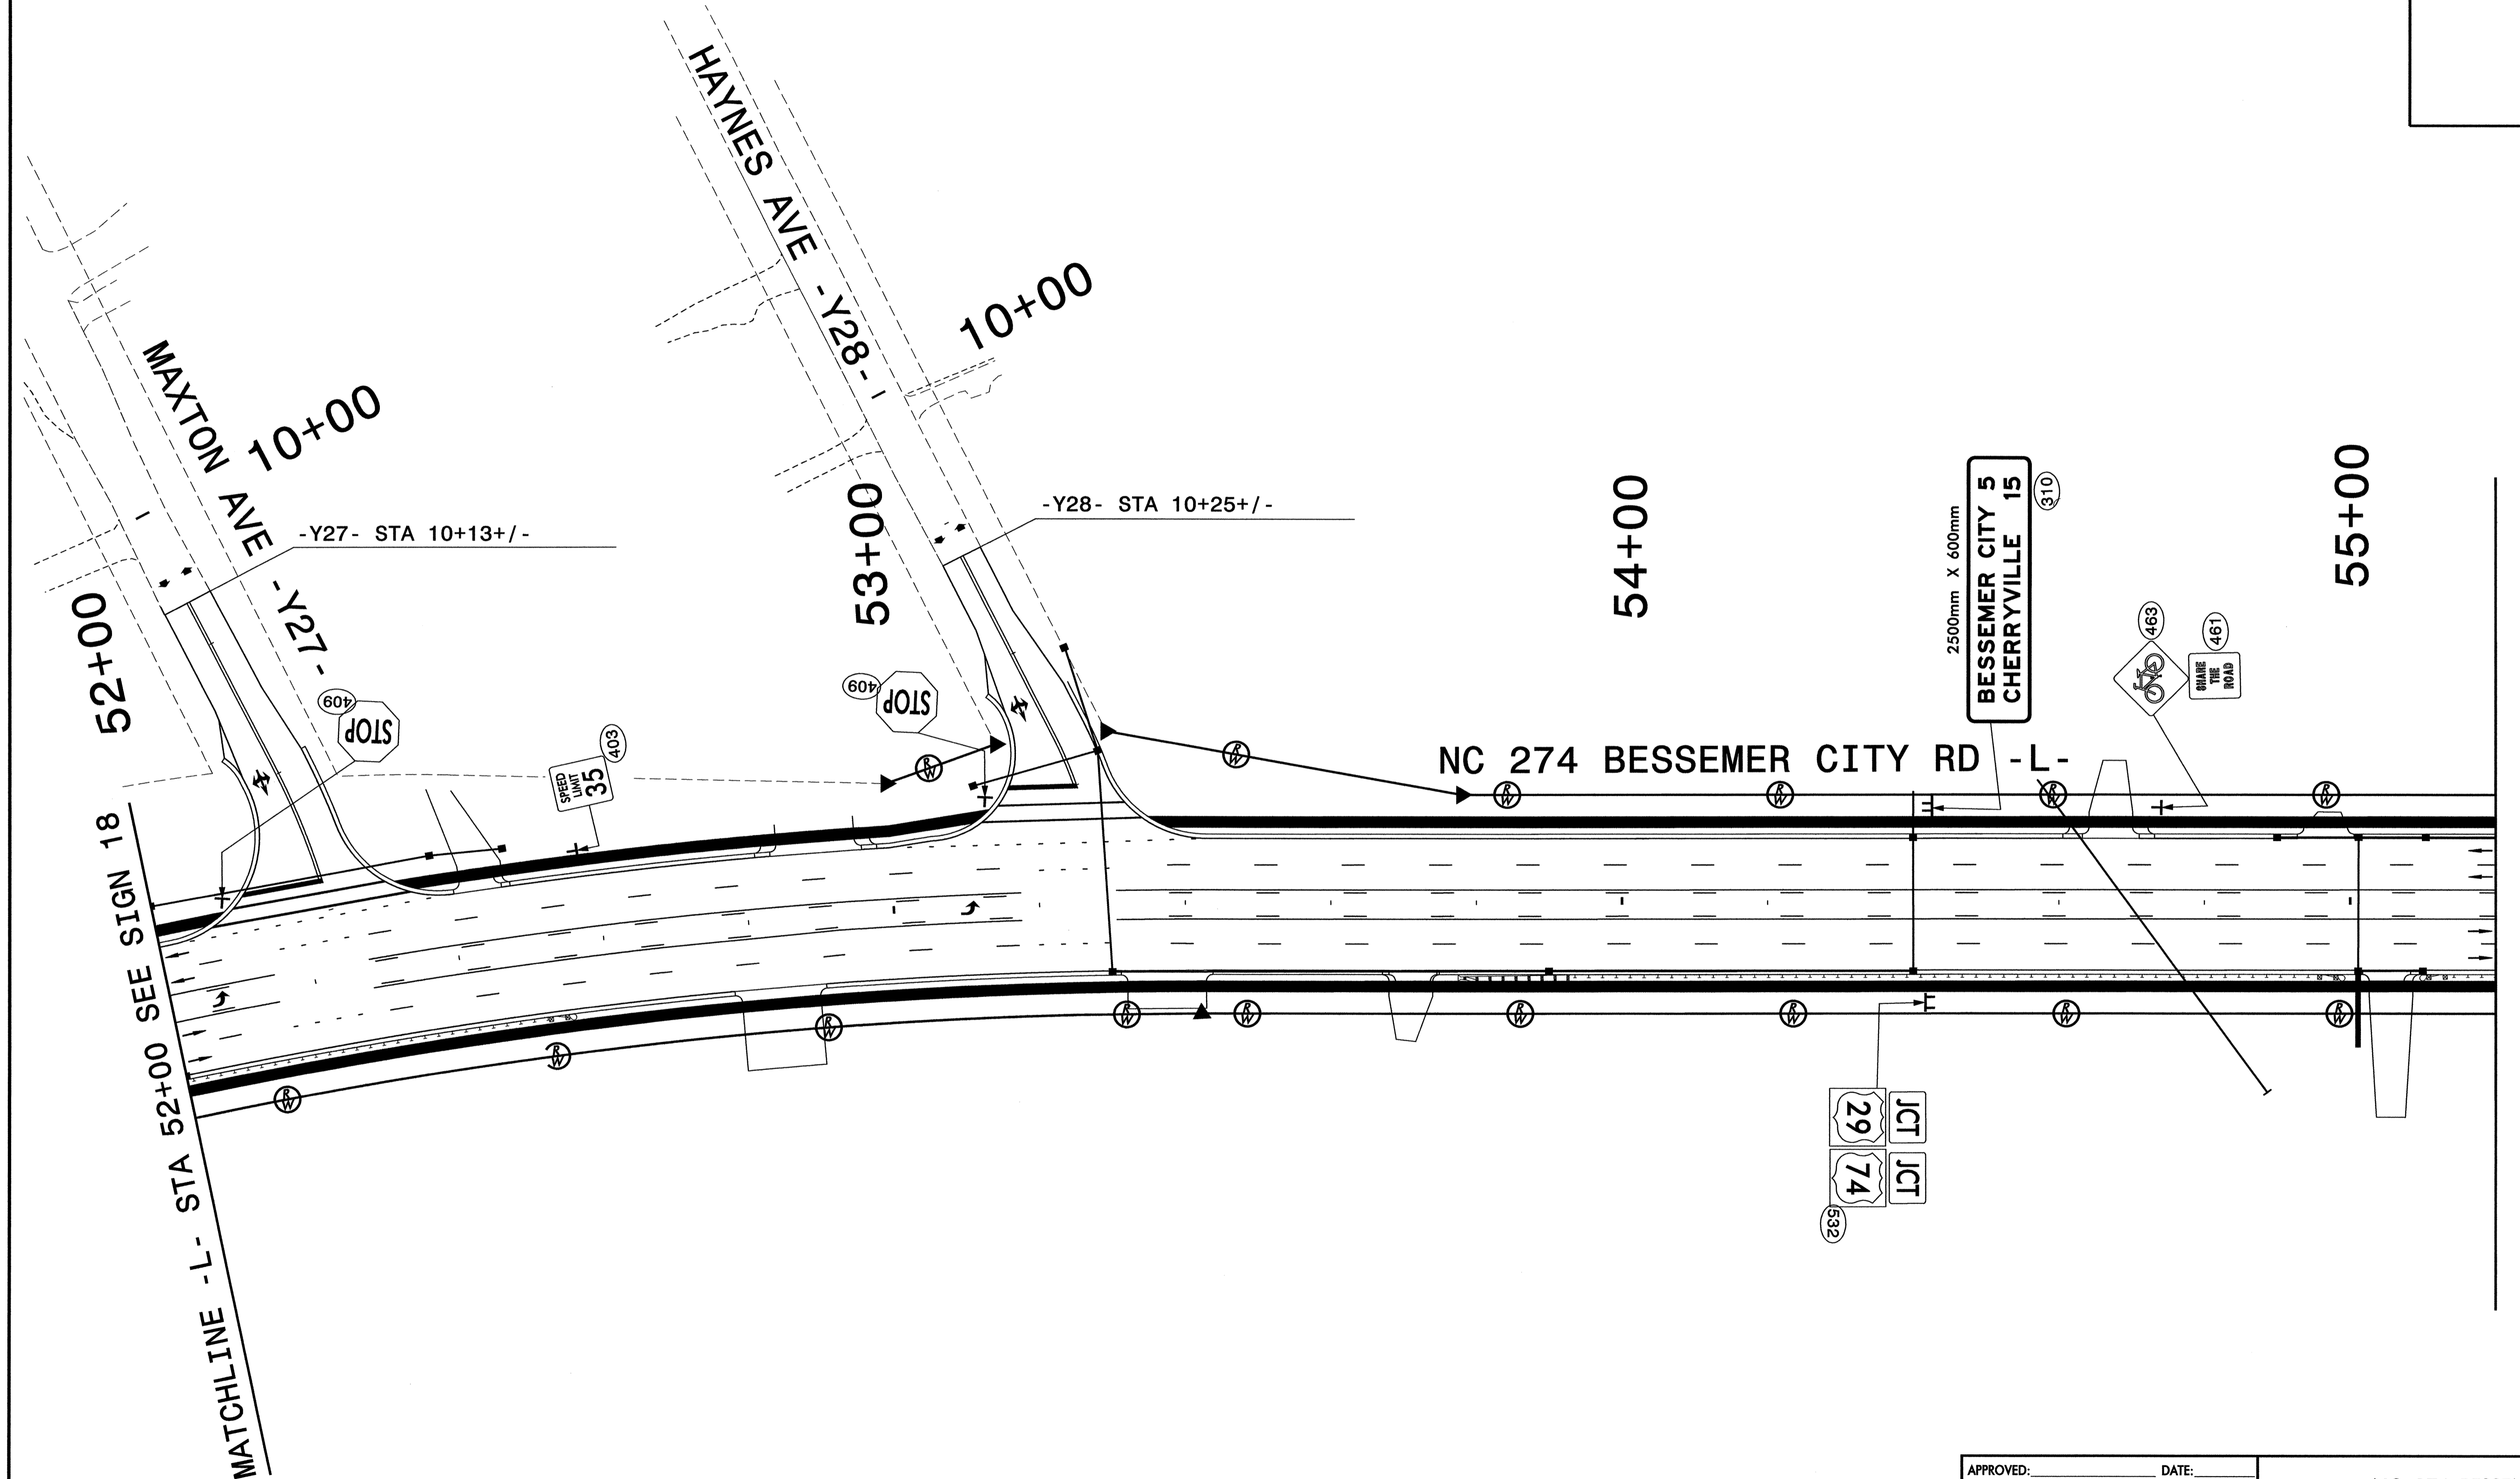 HAYNES AVE -Y28-
10+00
MAXTON AVE -Y27-
10+00
-Y27- STA 10+13+/-
-Y28- STA 10+25+/-
52+00
53+00
54+00
55+00
409
STOP
409
STOP
403
SPEED
LIMIT
35
2500mm X 600mm
BESSEMER CITY 5
CHERRYVILLE 15
310
463
461
SHARE
THE
ROAD
NC 274 BESSEMER CITY RD -L-
R
W
R
W
R
W
R
W
R
W
R
W
R
W
R
W
R
W
R
W
R
W
R
W
R
W
R
W
R
W
JCT
29
JCT
74
532
MATCHLINE -L- STA 52+00 SEE SIGN 18
APPROVED: DATE: